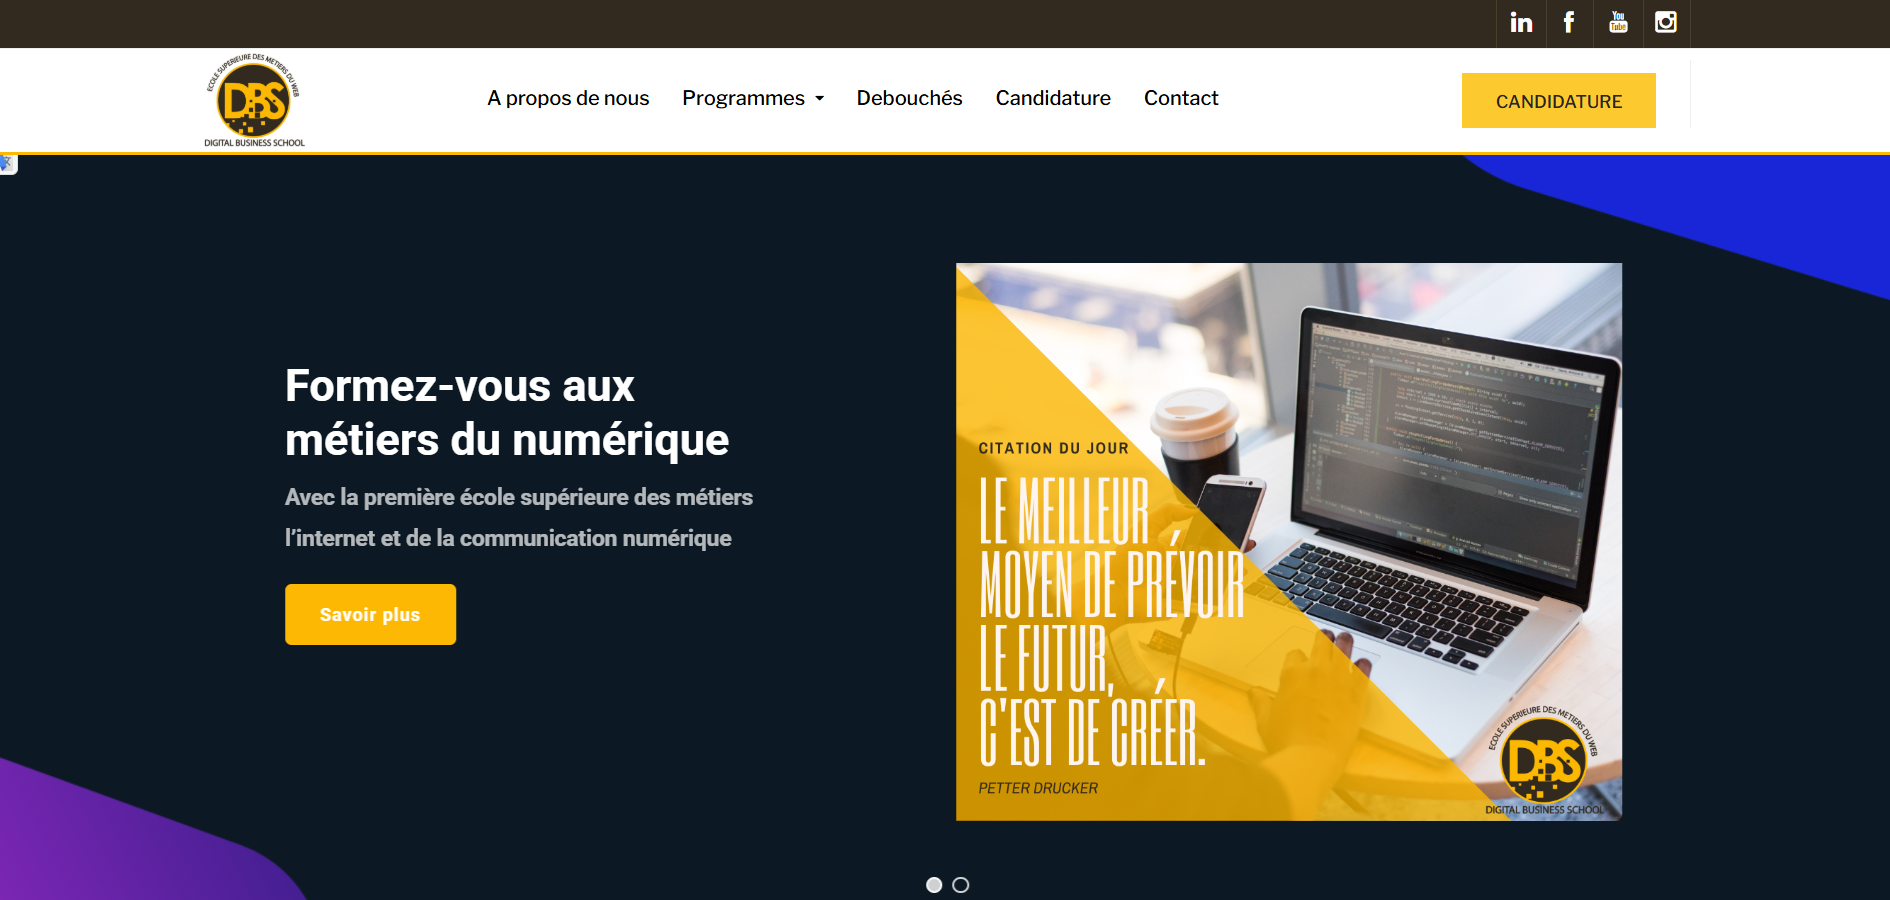 You
Tube
ECOLE SUPERIEURE DES METIERS DU WEB
DBS
DIGITAL BUSINESS SCHOOL
A propos de nous
Programmes
Debouchés
Candidature
Contact
CANDIDATURE
Formez-vous aux
métiers du numérique
Avec la première école supérieure des métiers
l'internet et de la communication numérique
Savoir plus
CITATION DU JOUR
LE MEILLEUR
MOYEN DE PRÉVOIR
LE FUTUR,
C'EST DE CRÉER.
PETTER DRUCKER
ECOLE SUPERIEURE DES METIERS DU WEB
DBS
DIGITAL BUSINESS SCHOOL